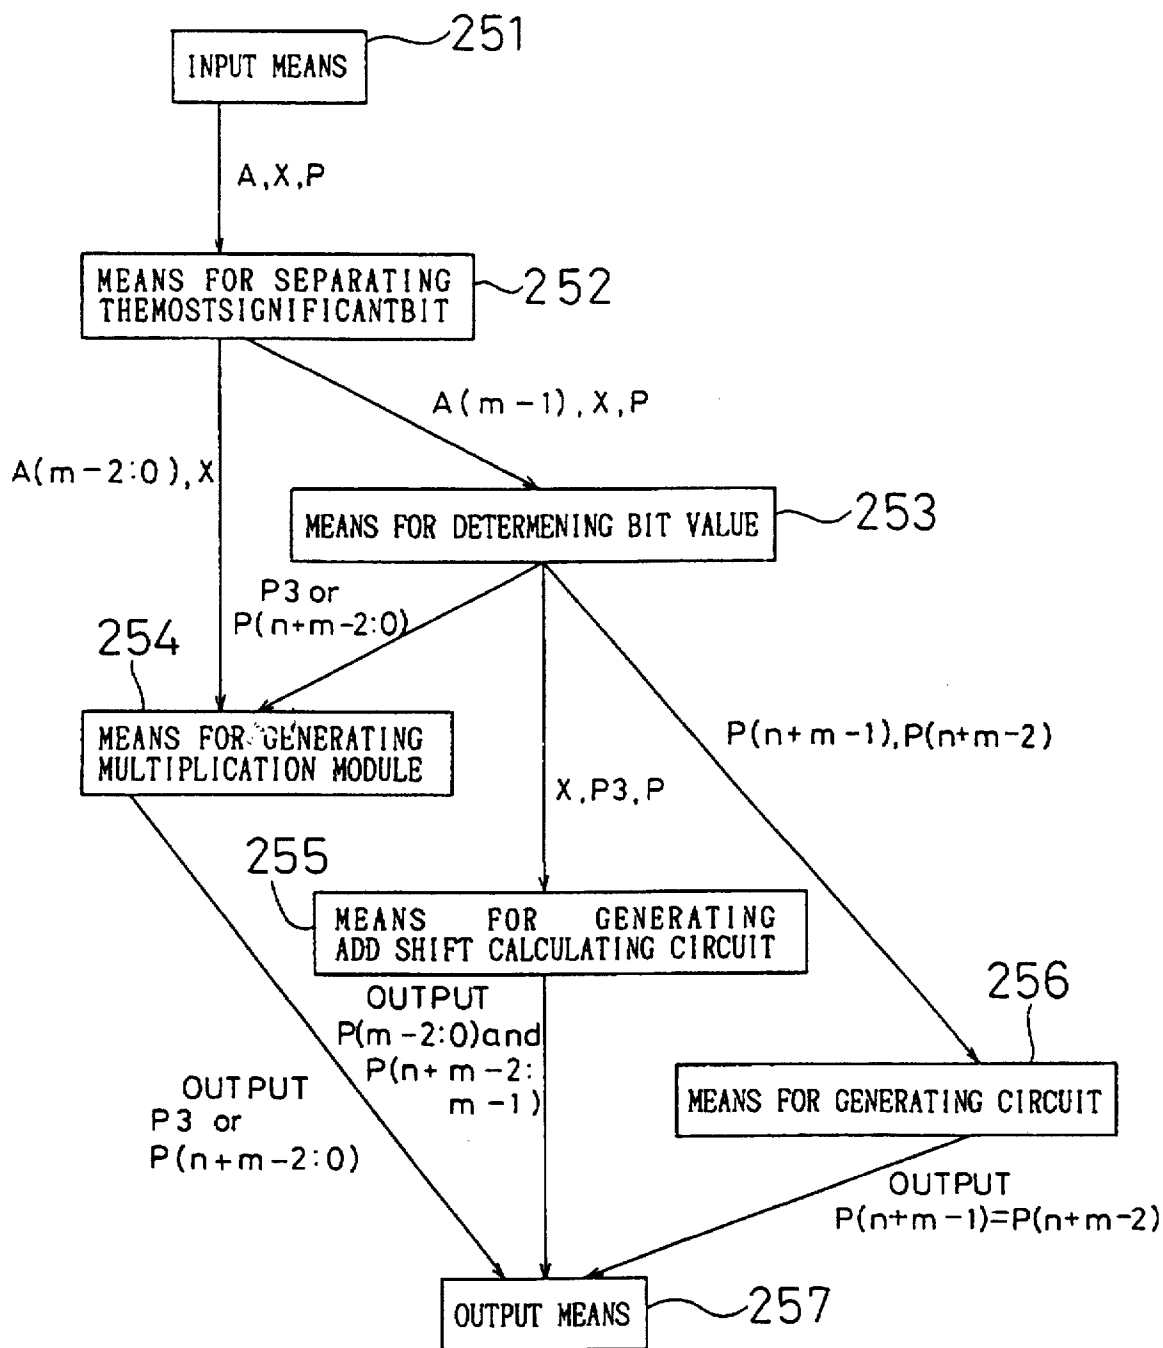 251
INPUT MEANS
A,X,P
MEANS FOR SEPARATING
THEMOSTSIGNIFICANTBIT
252
A(m-1),X,P
A(m-2:0),X
MEANS FOR DETERMENING BIT VALUE
253
P3 or
P(n+m-2:0)
254
MEANS FOR GENERATING
MULTIPLICATION MODULE
P(n+m-1),P(n+m-2)
X,P3,P
255
MEANS FOR GENERATING
ADD SHIFT CALCULATING CIRCUIT
256
OUTPUT
P(m-2:0)and
P(n+m-2:
m-1)
MEANS FOR GENERATING CIRCUIT
OUTPUT
P3 or
P(n+m-2:0)
OUTPUT
P(n+m-1)=P(n+m-2)
OUTPUT MEANS
257